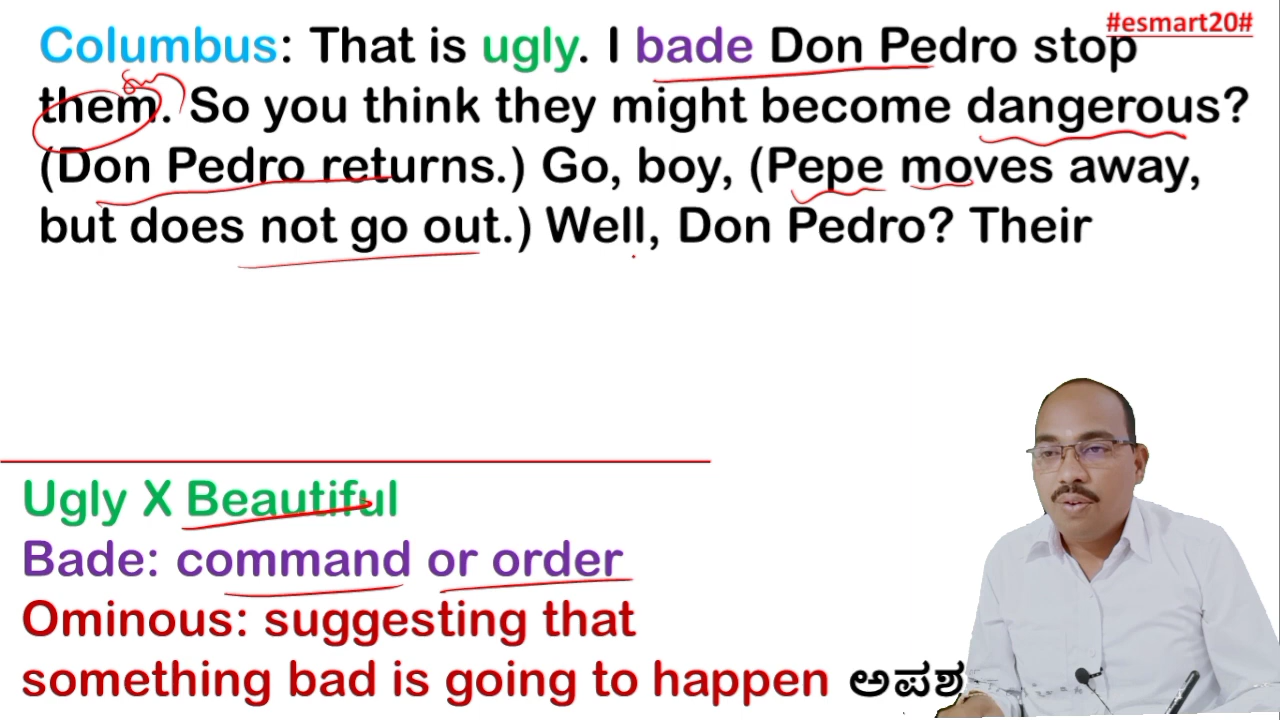 #esmart20#
Columbus: That is ugly. I bade Don Pedro stop
them. So you think they might become dangerous?
(Don Pedro returns.) Go, boy, (Pepe moves away,
but does not go out.) Well, Don Pedro? Their
Ugly X Beautiful
Bade: command or order
Ominous: suggesting that
something bad is going to happen ಅಪಶ